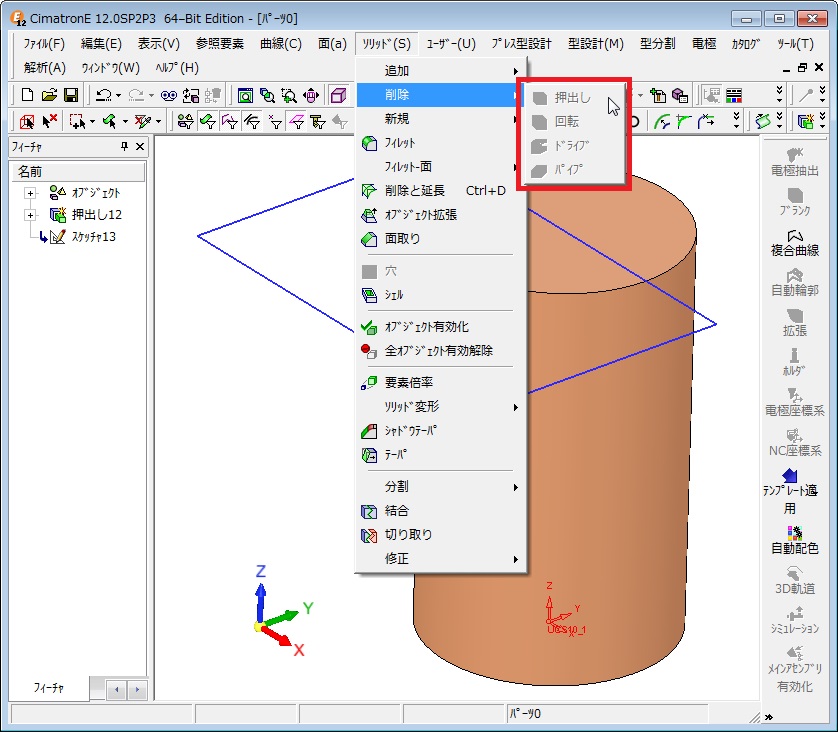 CimatronE 12.0SP2P3 64-Bit Edition - [ﾊﾟｰﾂ0]
ﾌｧｲﾙ(F) 編集(E) 表示(V) 参照要素 曲線(C) 面(a) ｿﾘｯﾄﾞ(S) ﾕｰｻﾞｰ(U) ﾌﾟﾚｽ型設計 型設計(M) 型分割 電極 ｶﾀﾛｸﾞ ﾂｰﾙ(T)
解析(A) ｳｨﾝﾄﾞｳ(W) ﾍﾙﾌﾟ(H)
ﾌｨｰﾁｬ
名前
ｵﾌﾞｼﾞｪｸﾄ
押出し12
ｽｹｯﾁｬ13
ﾌｨｰﾁｬ
追加
削除
新規
ﾌｨﾚｯﾄ
ﾌｨﾚｯﾄ-面
削除と延長 Ctrl+D
ｵﾌﾞｼﾞｪｸﾄ拡張
面取り
穴
ｼｪﾙ
ｵﾌﾞｼﾞｪｸﾄ有効化
全ｵﾌﾞｼﾞｪｸﾄ有効解除
要素倍率
ｿﾘｯﾄﾞ変形
ｼｬﾄﾞｳﾃｰﾊﾟ
ﾃｰﾊﾟ
分割
結合
切り取り
修正
押出し
回転
ﾄﾞﾗｲﾌﾞ
ﾊﾟｲﾌﾟ
Z
Y
X
Z
Y
X
UCS10_1
電極抽出
ﾌﾞﾗﾝｸ
複合曲線
自動輪郭
拡張
ﾎﾙﾀﾞ
電極座標系
NC座標系
ﾃﾝﾌﾟﾚｰﾄ適
用
自動配色
3D軌道
ｼﾐｭﾚｰｼｮﾝ
ﾒｲﾝｱｾﾝﾌﾞﾘ
有効化
ﾊﾟｰﾂ0